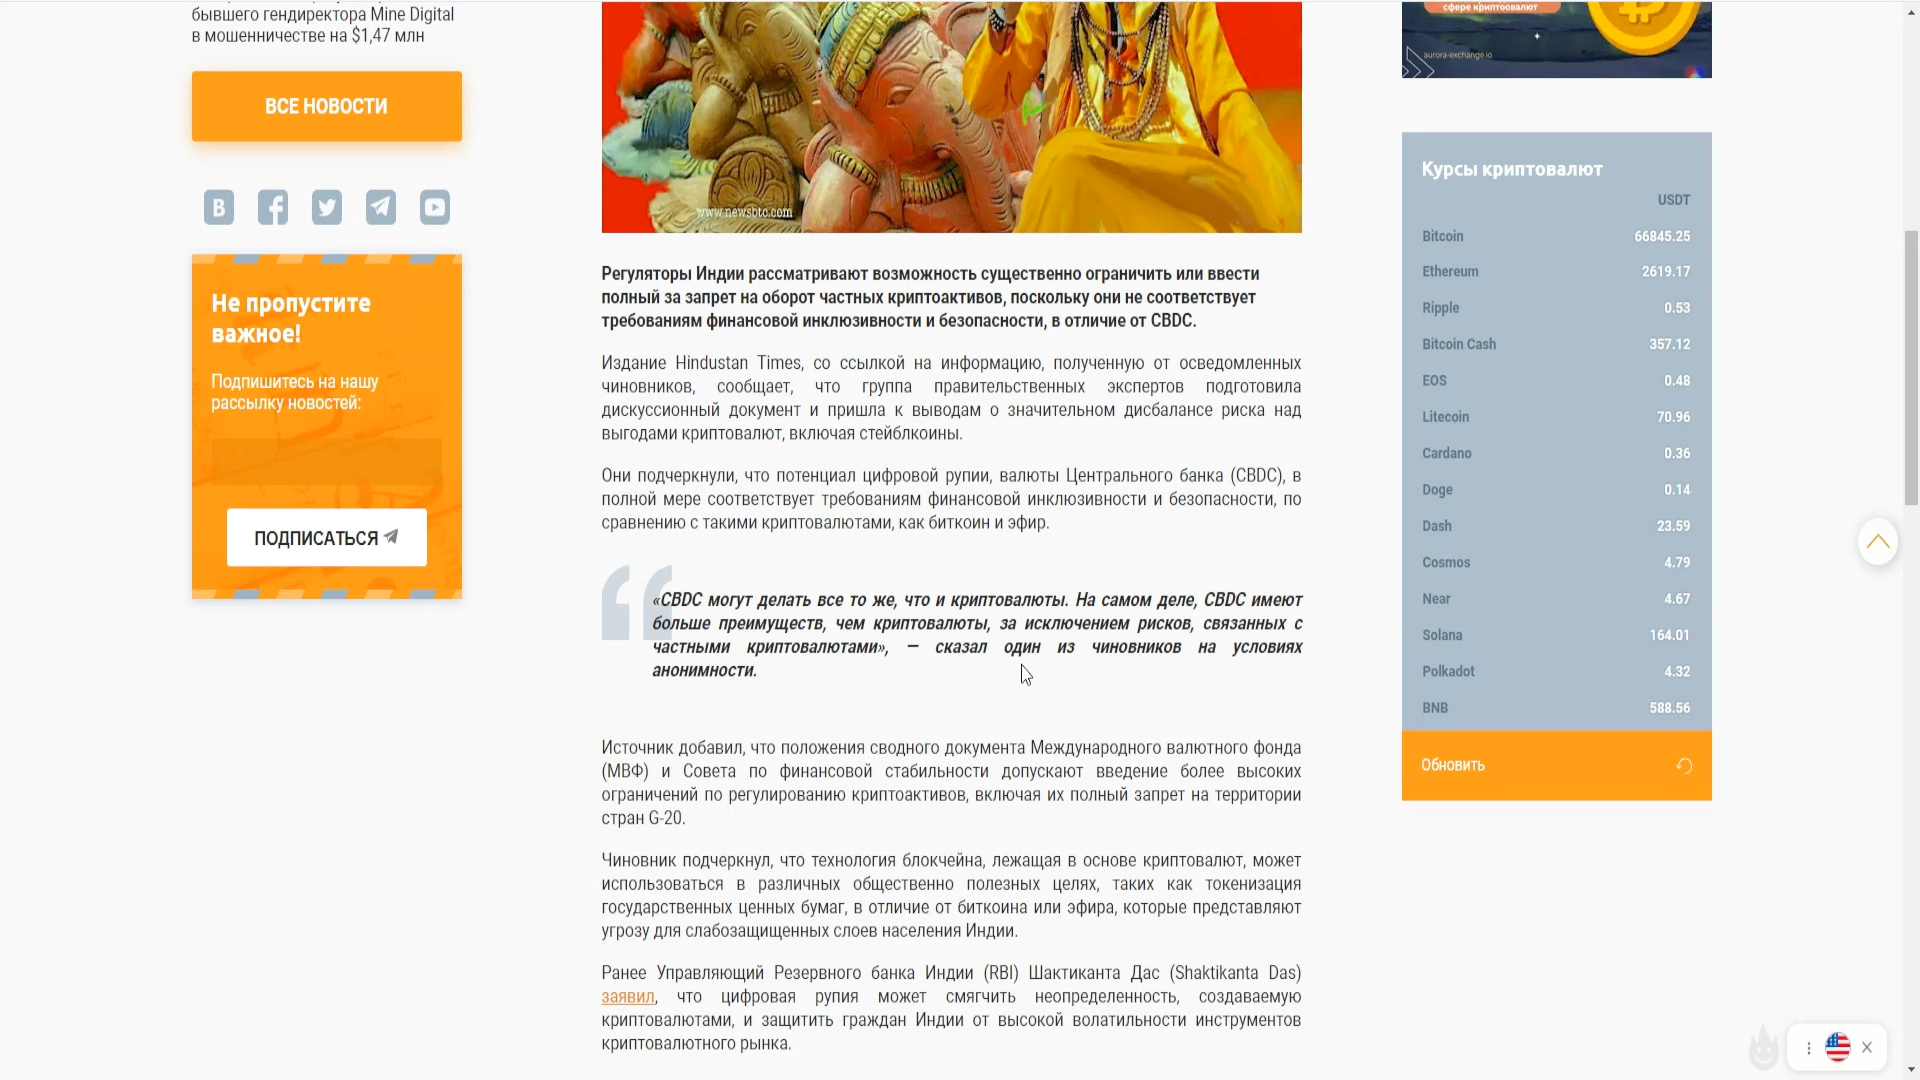 бывшего гендиректора Mine Digital
в мошенничестве на $1,47 млн
ВСЕ НОВОСТИ
Не пропустите
важное!
Подпишитесь на нашу
рассылку новостей:
ПОДПИСАТЬСЯ
www.newsbtc.com
Регуляторы Индии рассматривают возможность существенно ограничить или ввести
полный за запрет на оборот частных криптоактивов, поскольку они не соответствует
требованиям финансовой инклюзивности и безопасности, в отличие от CBDC.
Издание Hindustan Times, со ссылкой на информацию, полученную от осведомленных
чиновников, сообщает, что группа правительственных экспертов подготовила
дискуссионный документ и пришла к выводам о значительном дисбалансе риска над
выгодами криптовалют, включая стейблкоины.
Они подчеркнули, что потенциал цифровой рупии, валюты Центрального банка (CBDC), в
полной мере соответствует требованиям финансовой инклюзивности и безопасности, по
сравнению с такими криптовалютами, как биткоин и эфир.
«CBDC могут делать все то же, что и криптовалюты. На самом деле, CBDC имеют
больше преимуществ, чем криптовалюты, за исключением рисков, связанных с
частными криптовалютами», — сказал один из чиновников на условиях
анонимности.
Источник добавил, что положения сводного документа Международного валютного фонда
(МВФ) и Совета по финансовой стабильности допускают введение более высоких
ограничений по регулированию криптоактивов, включая их полный запрет на территории
стран G-20.
Чиновник подчеркнул, что технология блокчейна, лежащая в основе криптовалют, может
использоваться в различных общественно полезных целях, таких как токенизация
государственных ценных бумаг, в отличие от биткоина или эфира, которые представляют
угрозу для слабозащищенных слоев населения Индии.
Ранее Управляющий Резервного банка Индии (RBI) Шактиканта Дас (Shaktikanta Das)
заявил, что цифровая рупия может смягчить неопределенность, создаваемую
криптовалютами, и защитить граждан Индии от высокой волатильности инструментов
криптовалютного рынка.
сфере криптовалют
aurora-exchange.io
Курсы криптовалют
USDT
Bitcoin 66845.25
Ethereum 2619.17
Ripple 0.53
Bitcoin Cash 357.12
EOS 0.48
Litecoin 70.96
Cardano 0.36
Doge 0.14
Dash 23.59
Cosmos 4.79
Near 4.67
Solana 164.01
Polkadot 4.32
BNB 588.56
Обновить